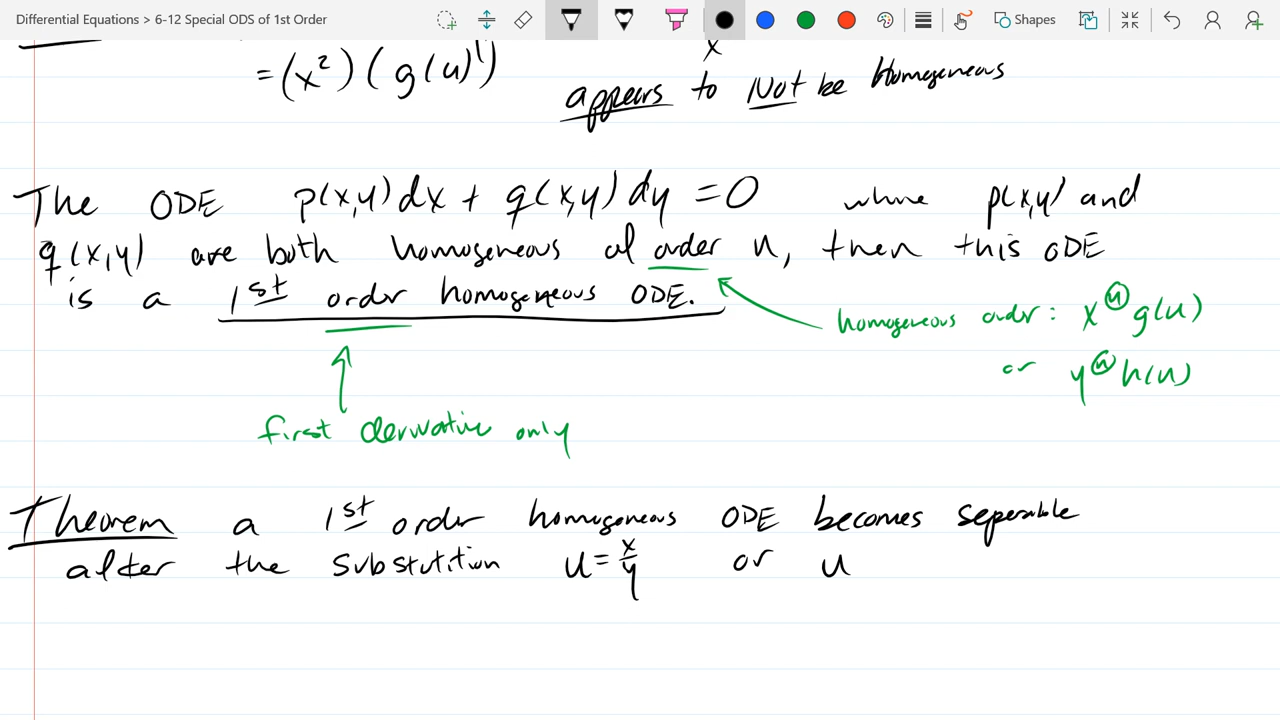 Differential Equations > 6-12 Special ODS of 1st Order
Shapes
= (x²) ( g(u) )
x
appears to Not be Homogeneous
The ODE p(x,y)dx + q(x,y)dy = 0 where p(x,y) and
q(x,y) are both homogeneous of order n, then this ODE
is a 1st order homogeneous ODE.
homogeneous order: xⁿ g(u)
or yⁿ h(u)
first derivative only
Theorem a 1st order homogeneous ODE becomes seperable
after the substitution u = x/y or u